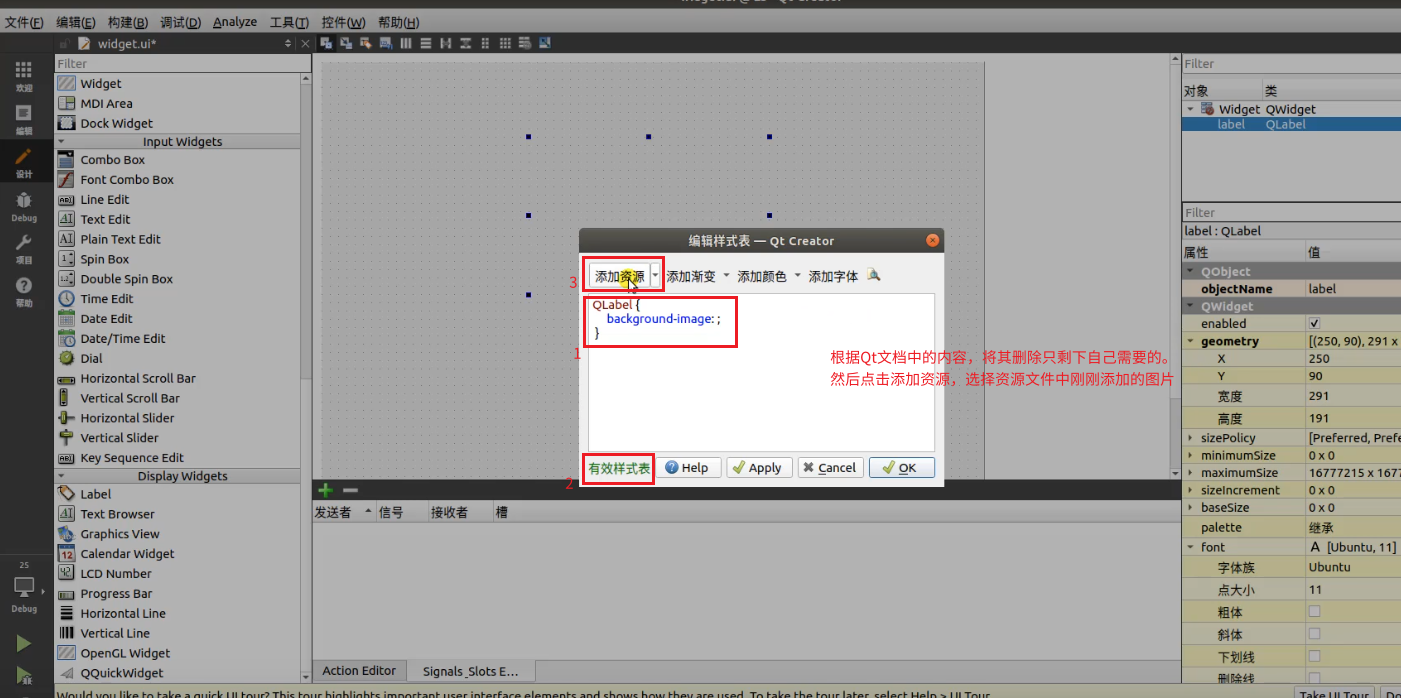 文件(F) 编辑(E) 构建(B) 调试(D) Analyze 工具(T) 控件(W) 帮助(H)
widget.ui*
Filter
欢迎
编辑
设计
Debug
项目
帮助
25
Debug
Widget
MDI Area
Dock Widget
Input Widgets
Combo Box
Font Combo Box
Line Edit
Text Edit
Plain Text Edit
Spin Box
Double Spin Box
Time Edit
Date Edit
Date/Time Edit
Dial
Horizontal Scroll Bar
Vertical Scroll Bar
Horizontal Slider
Vertical Slider
Key Sequence Edit
Display Widgets
Label
Text Browser
Graphics View
Calendar Widget
LCD Number
Progress Bar
Horizontal Line
Vertical Line
OpenGL Widget
QQuickWidget
编辑样式表 — Qt Creator
3 添加资源 添加渐变 添加颜色 添加字体
QLabel {
background-image: ;
}
1
根据Qt文档中的内容，将其删除只剩下自己需要的。
然后点击添加资源，选择资源文件中刚刚添加的图片
2 有效样式表 Help Apply Cancel OK
发送者 信号 接收者 槽
Action Editor Signals_Slots E...
Filter
对象 类
Widget QWidget
label QLabel
Filter
label : QLabel
属性 值
QObject
objectName label
QWidget
enabled
geometry [(250, 90), 291 x
X 250
Y 90
宽度 291
高度 191
sizePolicy [Preferred, Prefe
minimumSize 0 x 0
maximumSize 16777215 x 1677
sizeIncrement 0 x 0
baseSize 0 x 0
palette 继承
font A [Ubuntu, 11]
字体族 Ubuntu
点大小 11
粗体
斜体
下划线
删除线
Would you like to take a quick UI tour? This tour highlights important user interface elements and shows how they are used. To take the tour later, select Help > UI Tour.
Take UI Tour Do